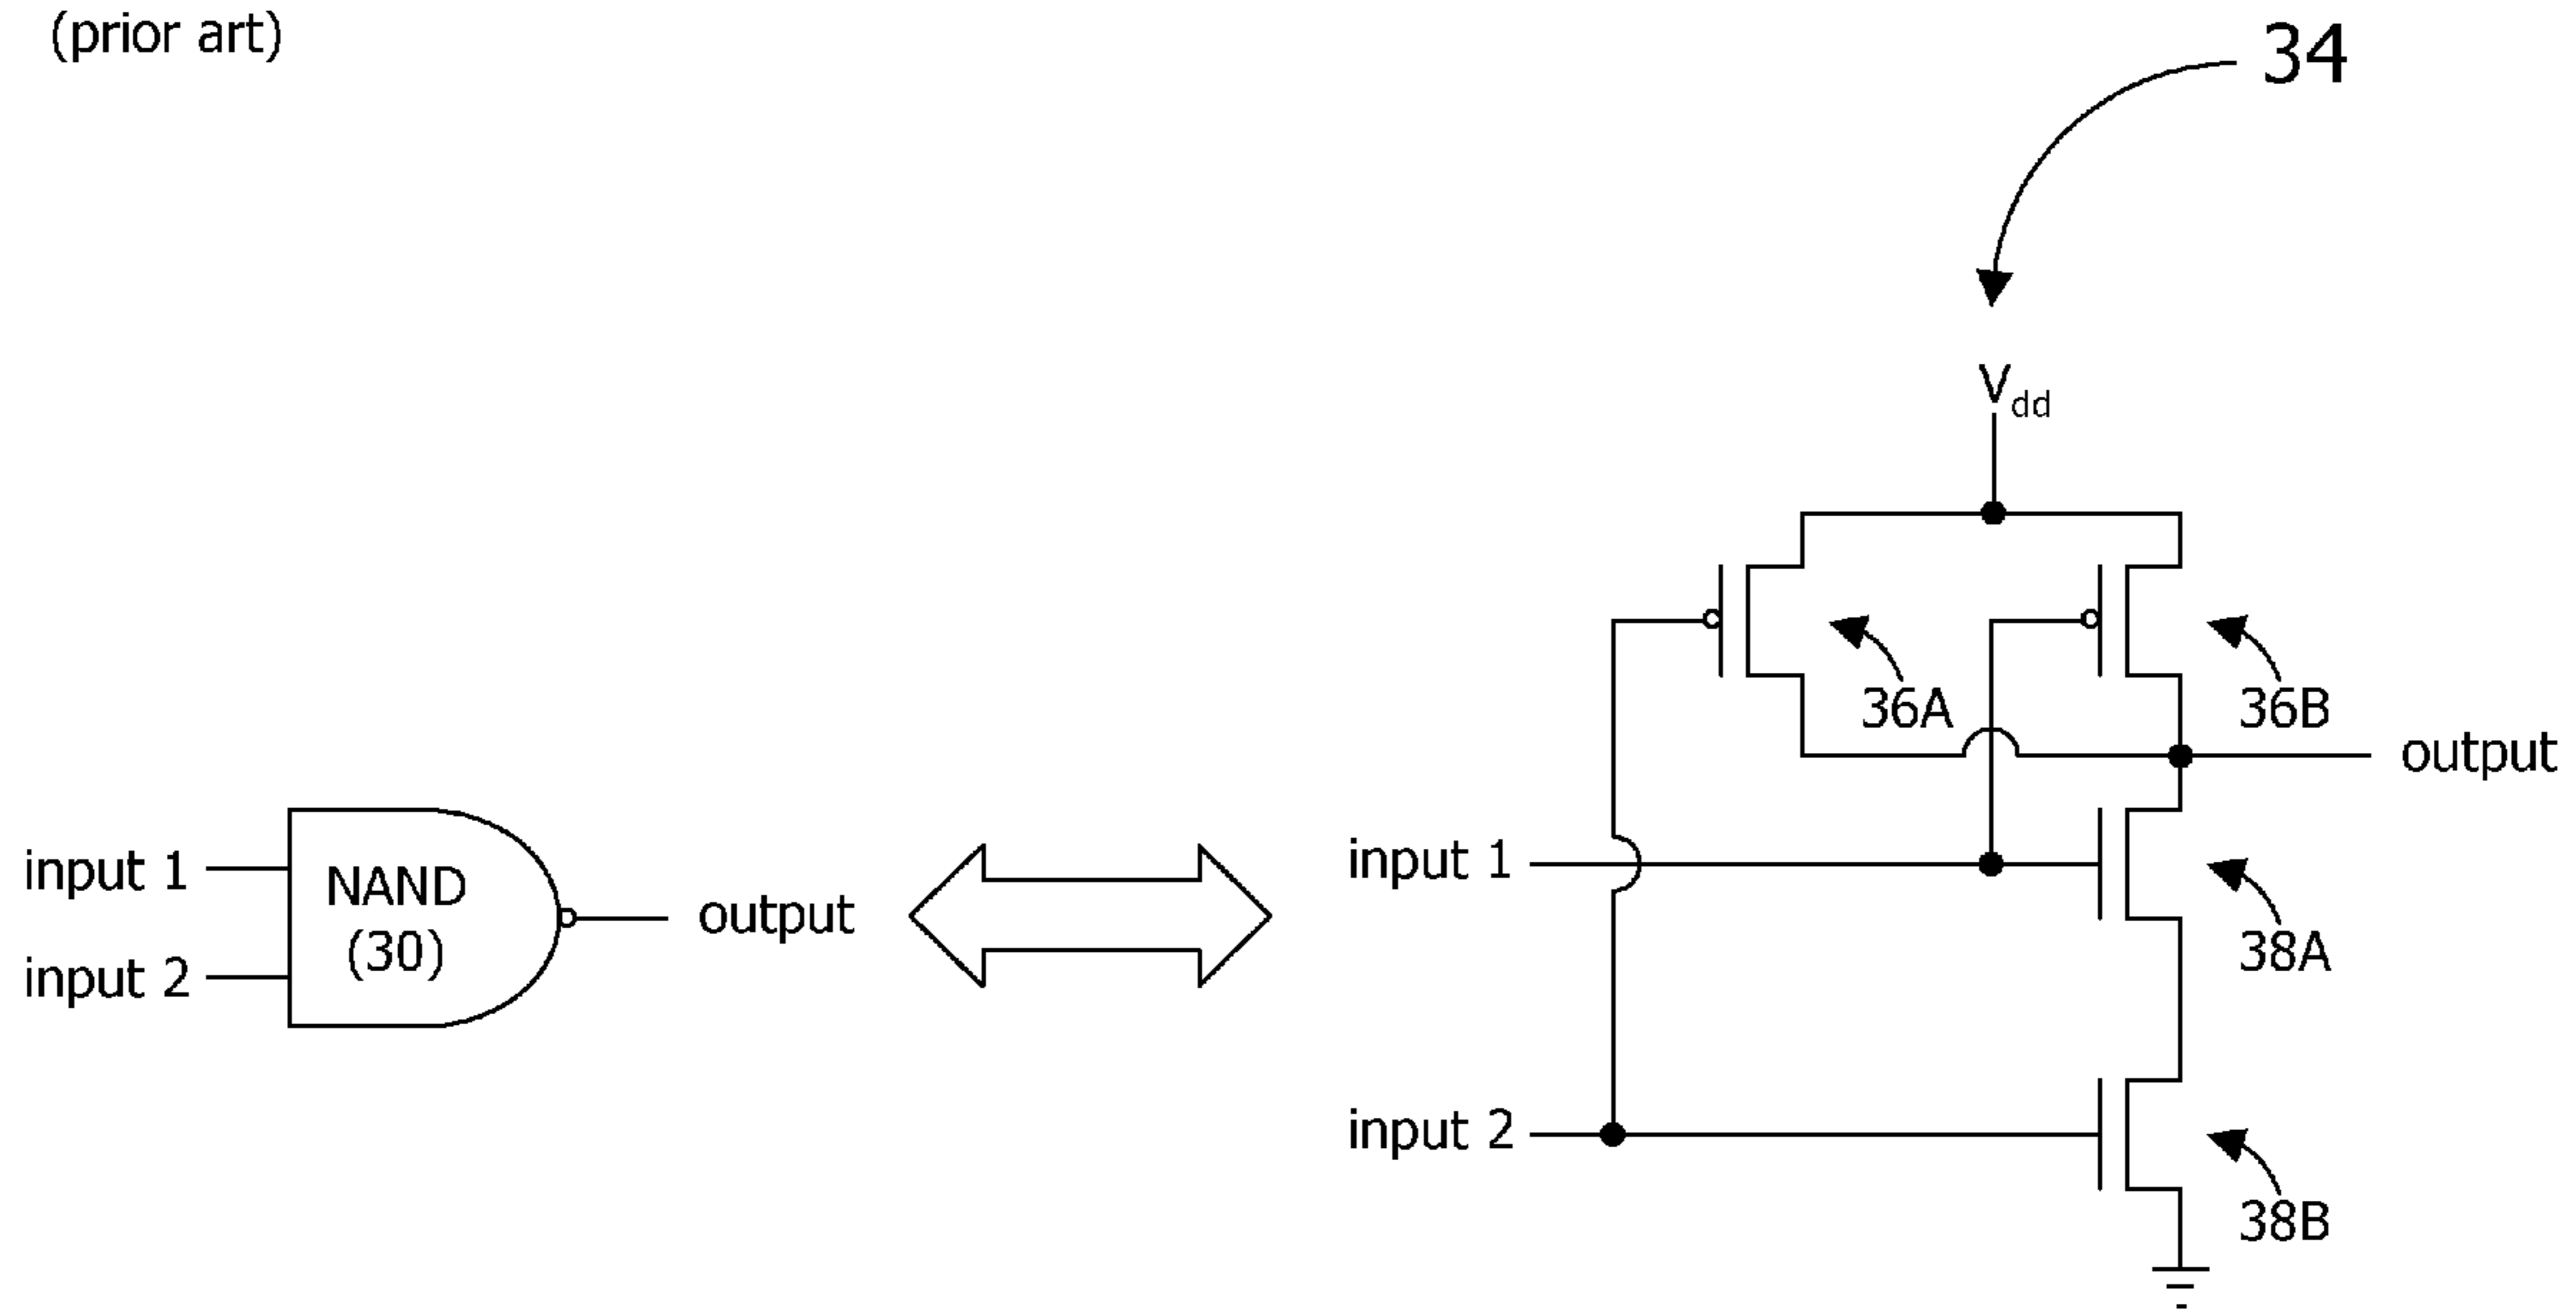 (prior art)
34
Vdd
36A
36B
output
input 1
38A
input 2
38B
input 1
NAND
(30)
input 2
output